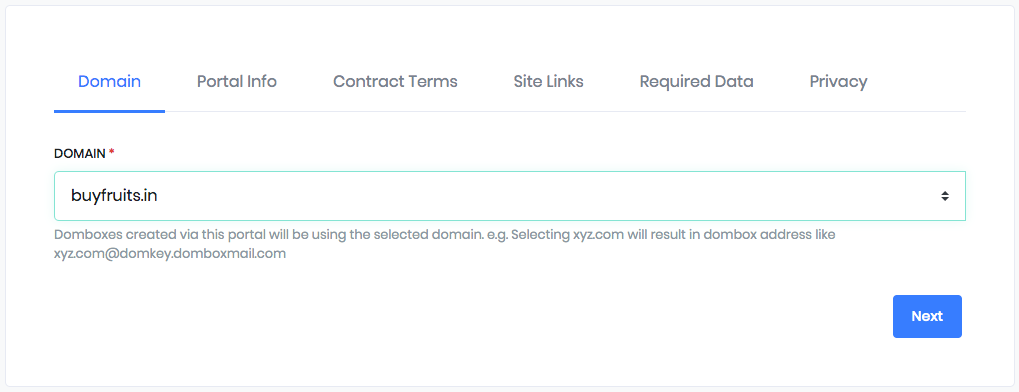 Domain Portal Info Contract Terms Site Links Required Data Privacy
DOMAIN *
buyfruits.in
Domboxes created via this portal will be using the selected domain. e.g. Selecting xyz.com will result in dombox address like
xyz.com@domkey.domboxmail.com
Next